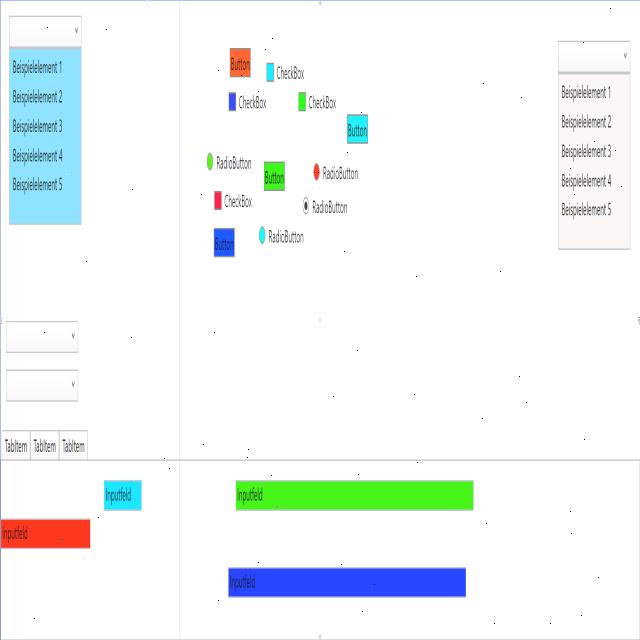 Beispielelement 1
Beispielelement 2
Beispielelement 3
Beispielelement 4
Beispielelement 5
Button
CheckBox
CheckBox
CheckBox
Button
RadioButton
Button
RadioButton
CheckBox
RadioButton
Button
RadioButton
Beispielelement 1
Beispielelement 2
Beispielelement 3
Beispielelement 4
Beispielelement 5
TabItem TabItem TabItem
Inputfeld
Inputfeld
Inputfeld
Inputfeld